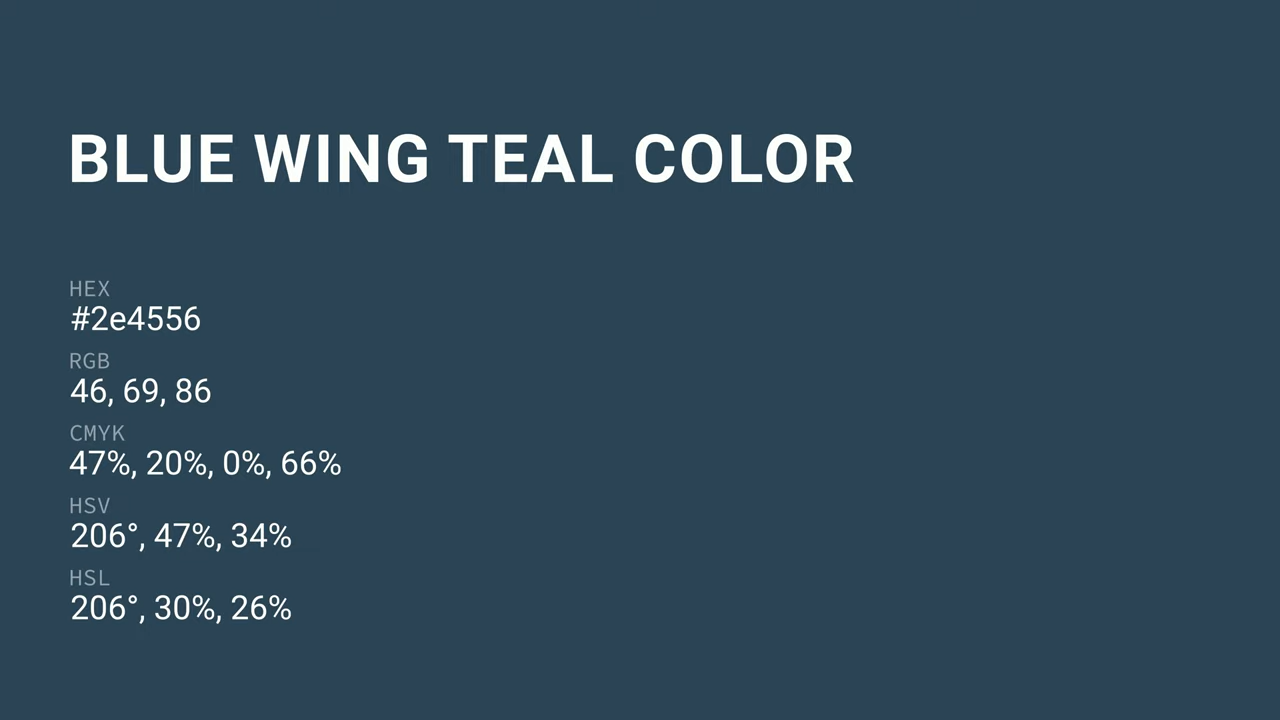 BLUE WING TEAL COLOR
HEX
#2e4556
RGB
46, 69, 86
CMYK
47%, 20%, 0%, 66%
HSV
206°, 47%, 34%
HSL
206°, 30%, 26%